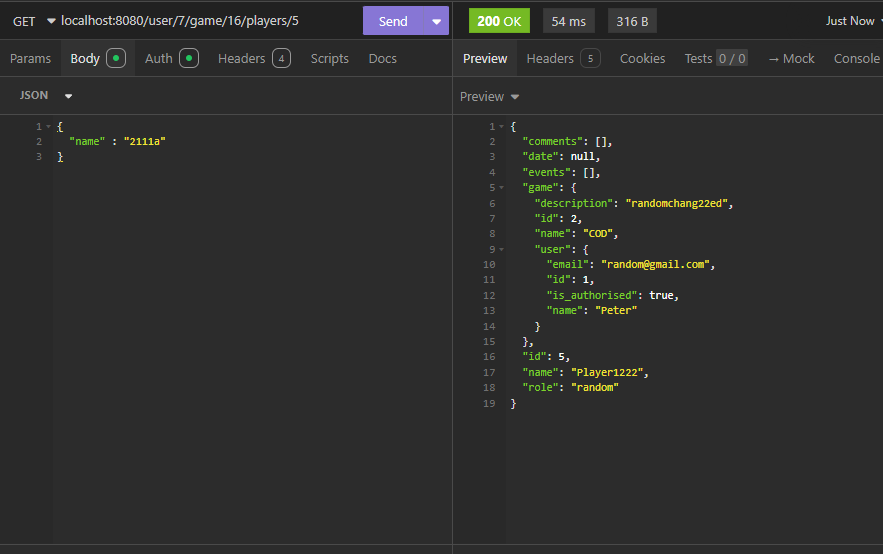 GET localhost:8080/user/7/game/16/players/5 Send 200 OK 54 ms 316 B Just Now
Params Body Auth Headers 4 Scripts Docs Preview Headers 5 Cookies Tests 0 / 0 → Mock Console
JSON
Preview
1 {
2 "name" : "2111a"
3 }
1 {
2 "comments": [],
3 "date": null,
4 "events": [],
5 "game": {
6 "description": "randomchang22ed",
7 "id": 2,
8 "name": "COD",
9 "user": {
10 "email": "random@gmail.com",
11 "id": 1,
12 "is_authorised": true,
13 "name": "Peter"
14 }
15 },
16 "id": 5,
17 "name": "Player1222",
18 "role": "random"
19 }